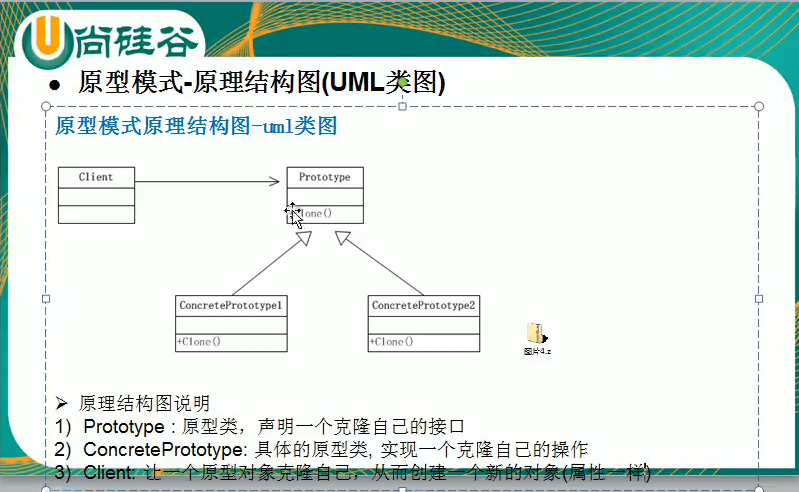 尚硅谷
● 原型模式-原理结构图(UML类图)
原型模式原理结构图-uml类图
Client
Prototype
Clone()
ConcretePrototype1
ConcretePrototype2
+Clone()
+Clone()
图片4.z
➢ 原理结构图说明
1) Prototype : 原型类，声明一个克隆自己的接口
2) ConcretePrototype: 具体的原型类, 实现一个克隆自己的操作
3) Client: 让一个原型对象克隆自己，从而创建一个新的对象(属性一样)